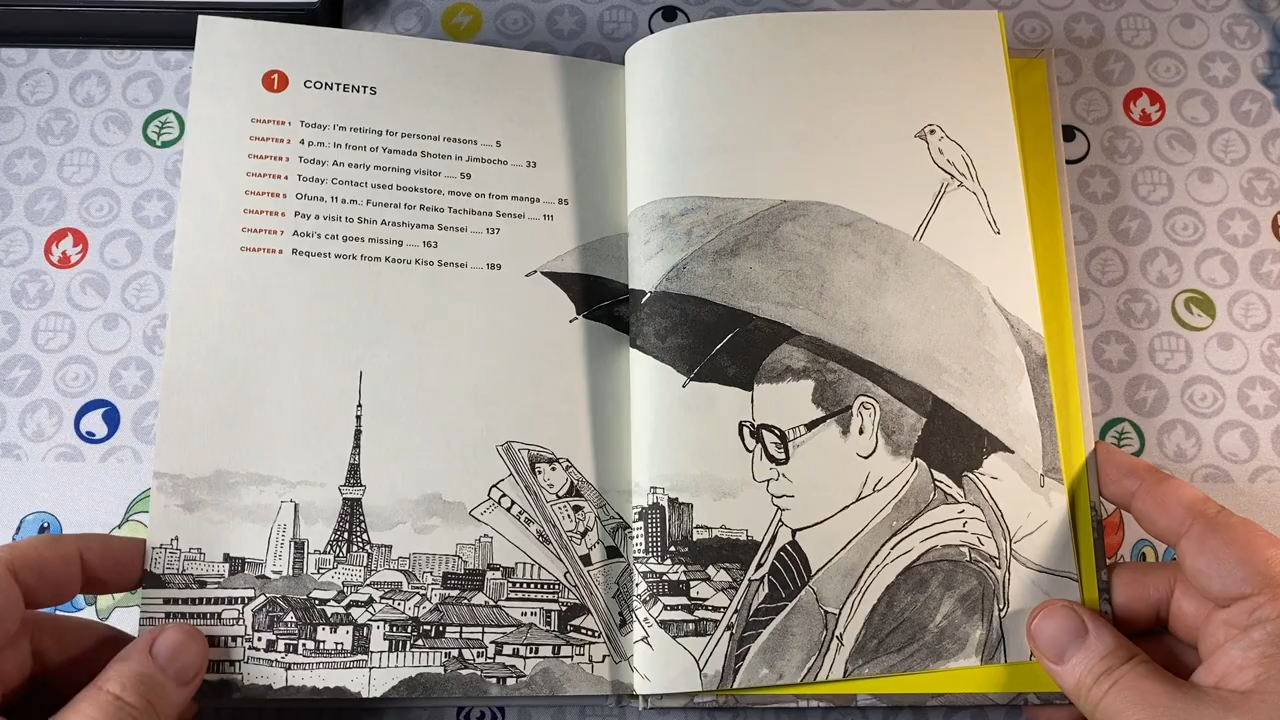 1 CONTENTS
CHAPTER 1 Today: I'm retiring for personal reasons ..... 5
CHAPTER 2 4 p.m.: In front of Yamada Shoten in Jimbocho ..... 33
CHAPTER 3 Today: An early morning visitor ..... 59
CHAPTER 4 Today: Contact used bookstore, move on from manga ..... 85
CHAPTER 5 Ofuna, 11 a.m.: Funeral for Reiko Tachibana Sensei ..... 111
CHAPTER 6 Pay a visit to Shin Arashiyama Sensei ..... 137
CHAPTER 7 Aoki's cat goes missing ..... 163
CHAPTER 8 Request work from Kaoru Kiso Sensei ..... 189